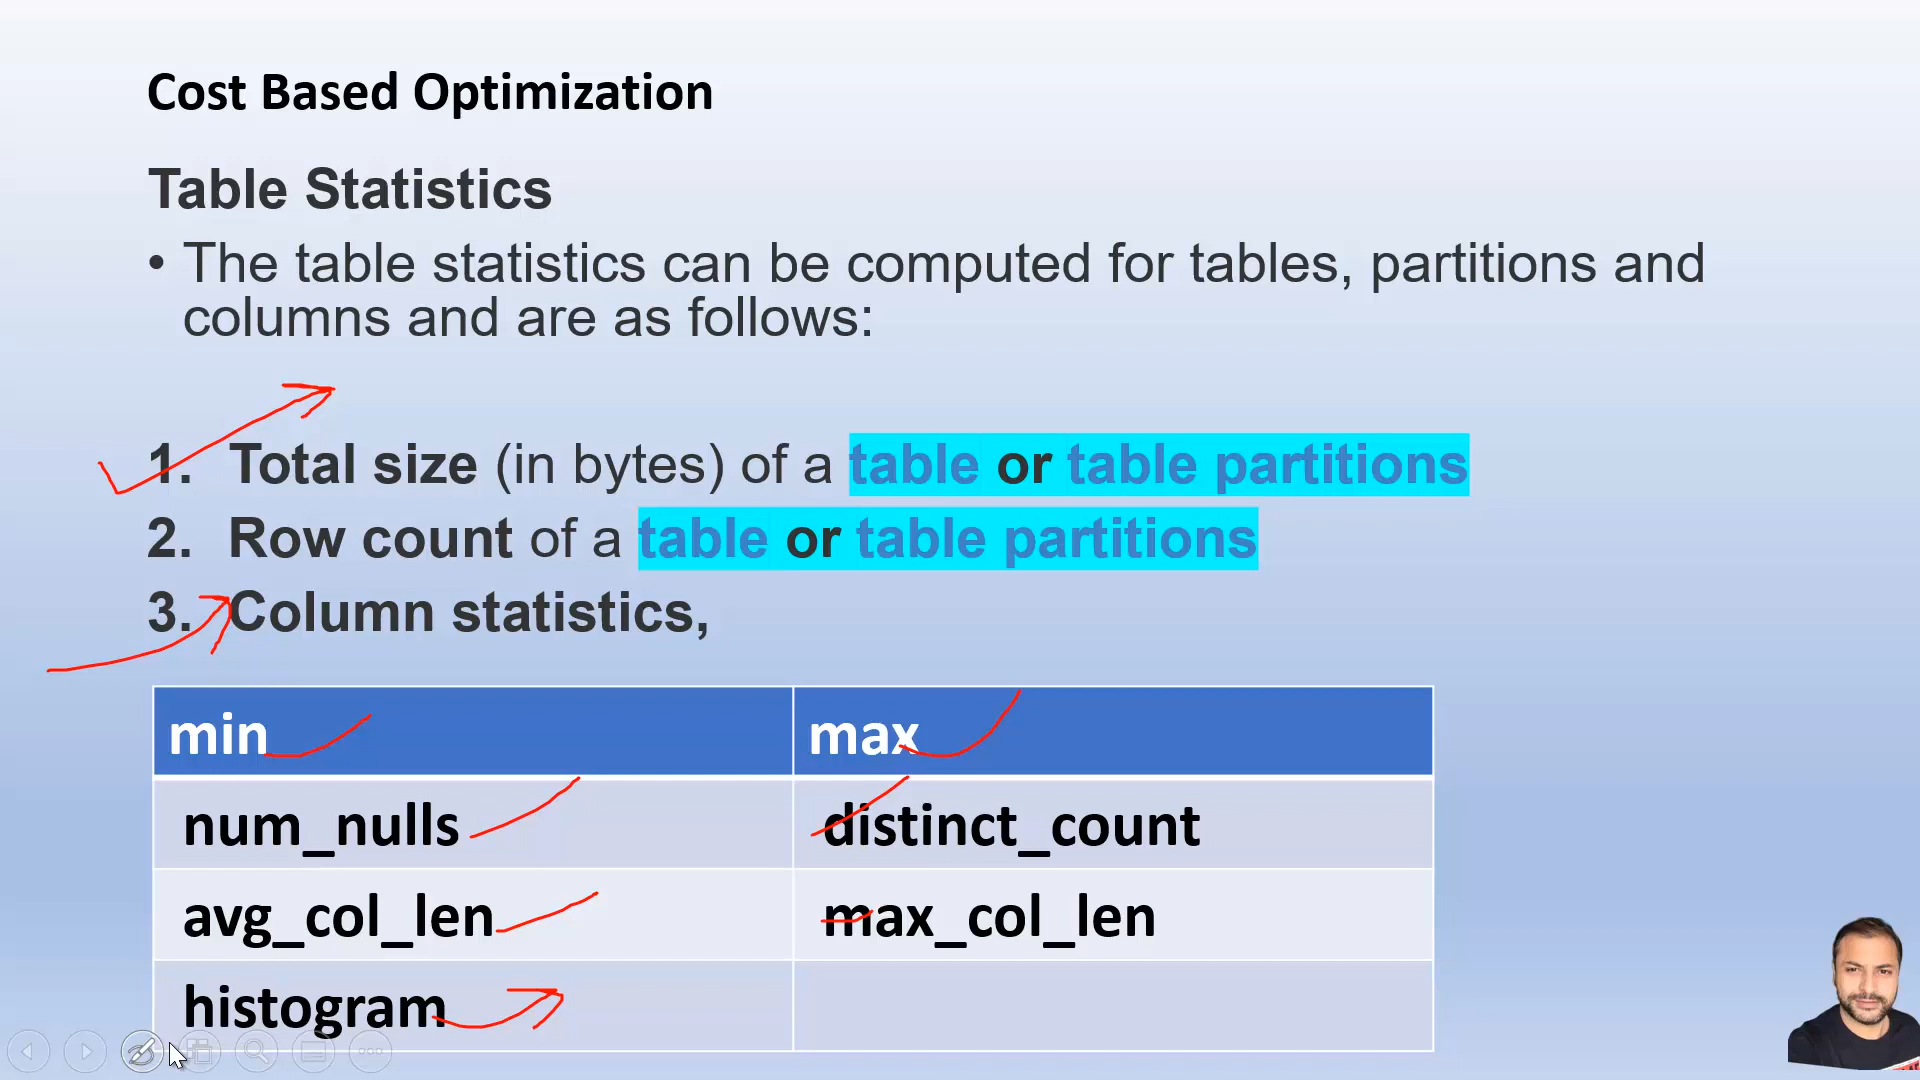 Cost Based Optimization
Table Statistics
• The table statistics can be computed for tables, partitions and
columns and are as follows:
1. Total size (in bytes) of a table or table partitions
2. Row count of a table or table partitions
3. Column statistics,
min max
num_nulls distinct_count
avg_col_len max_col_len
histogram